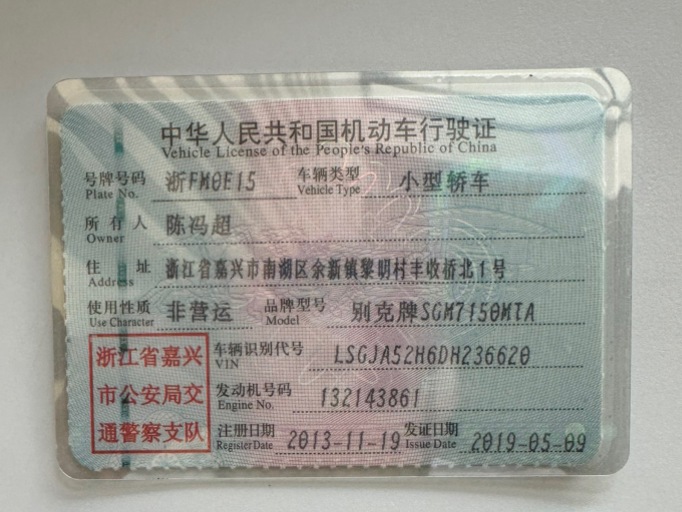 中华人民共和国机动车行驶证
Vehicle License of the People's Republic of China
号牌号码 浙FM0E15 车辆类型 小型轿车
Plate No. Vehicle Type
所有人 陈冯超
Owner
住址 浙江省嘉兴市南湖区余新镇黎明村丰收桥北1号
Address
使用性质 非营运 品牌型号 别克牌SGM7150MTA
Use Character Model
浙江省嘉兴 车辆识别代号 LSGJA52H6DH236620
VIN
市公安局交 发动机号码 132143861
Engine No.
通警察支队 注册日期 2013-11-19 发证日期 2019-05-09
Register Date Issue Date